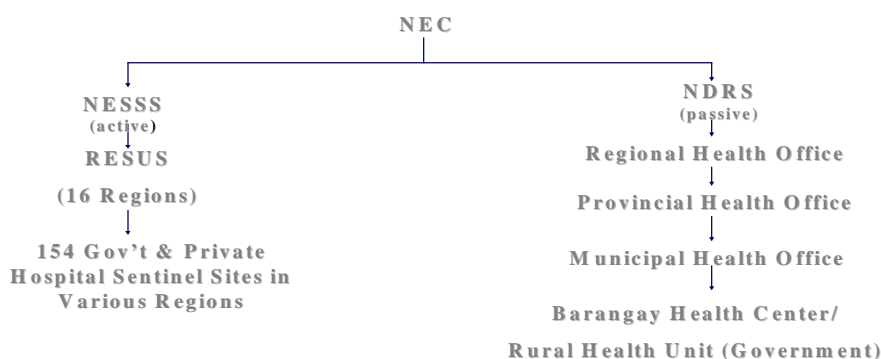 NEC
NESSS
(active)
RESUS
(16 Regions)
154 Gov't & Private
Hospital Sentinel Sites in
Various Regions
NDRS
(passive)
Regional Health Office
Provincial Health Office
Municipal Health Office
Barangay Health Center/
Rural Health Unit (Government)